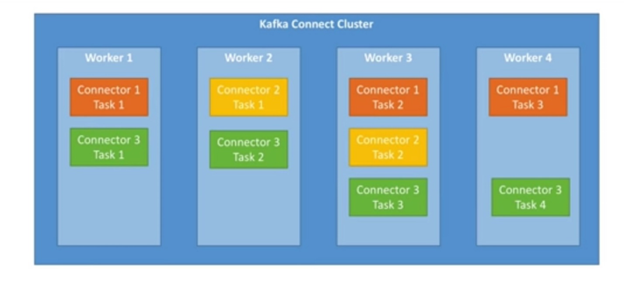 Kafka Connect Cluster
Worker 1
Connector 1
Task 1
Connector 3
Task 1
Worker 2
Connector 2
Task 1
Connector 3
Task 2
Worker 3
Connector 1
Task 2
Connector 2
Task 2
Connector 3
Task 3
Worker 4
Connector 1
Task 3
Connector 3
Task 4